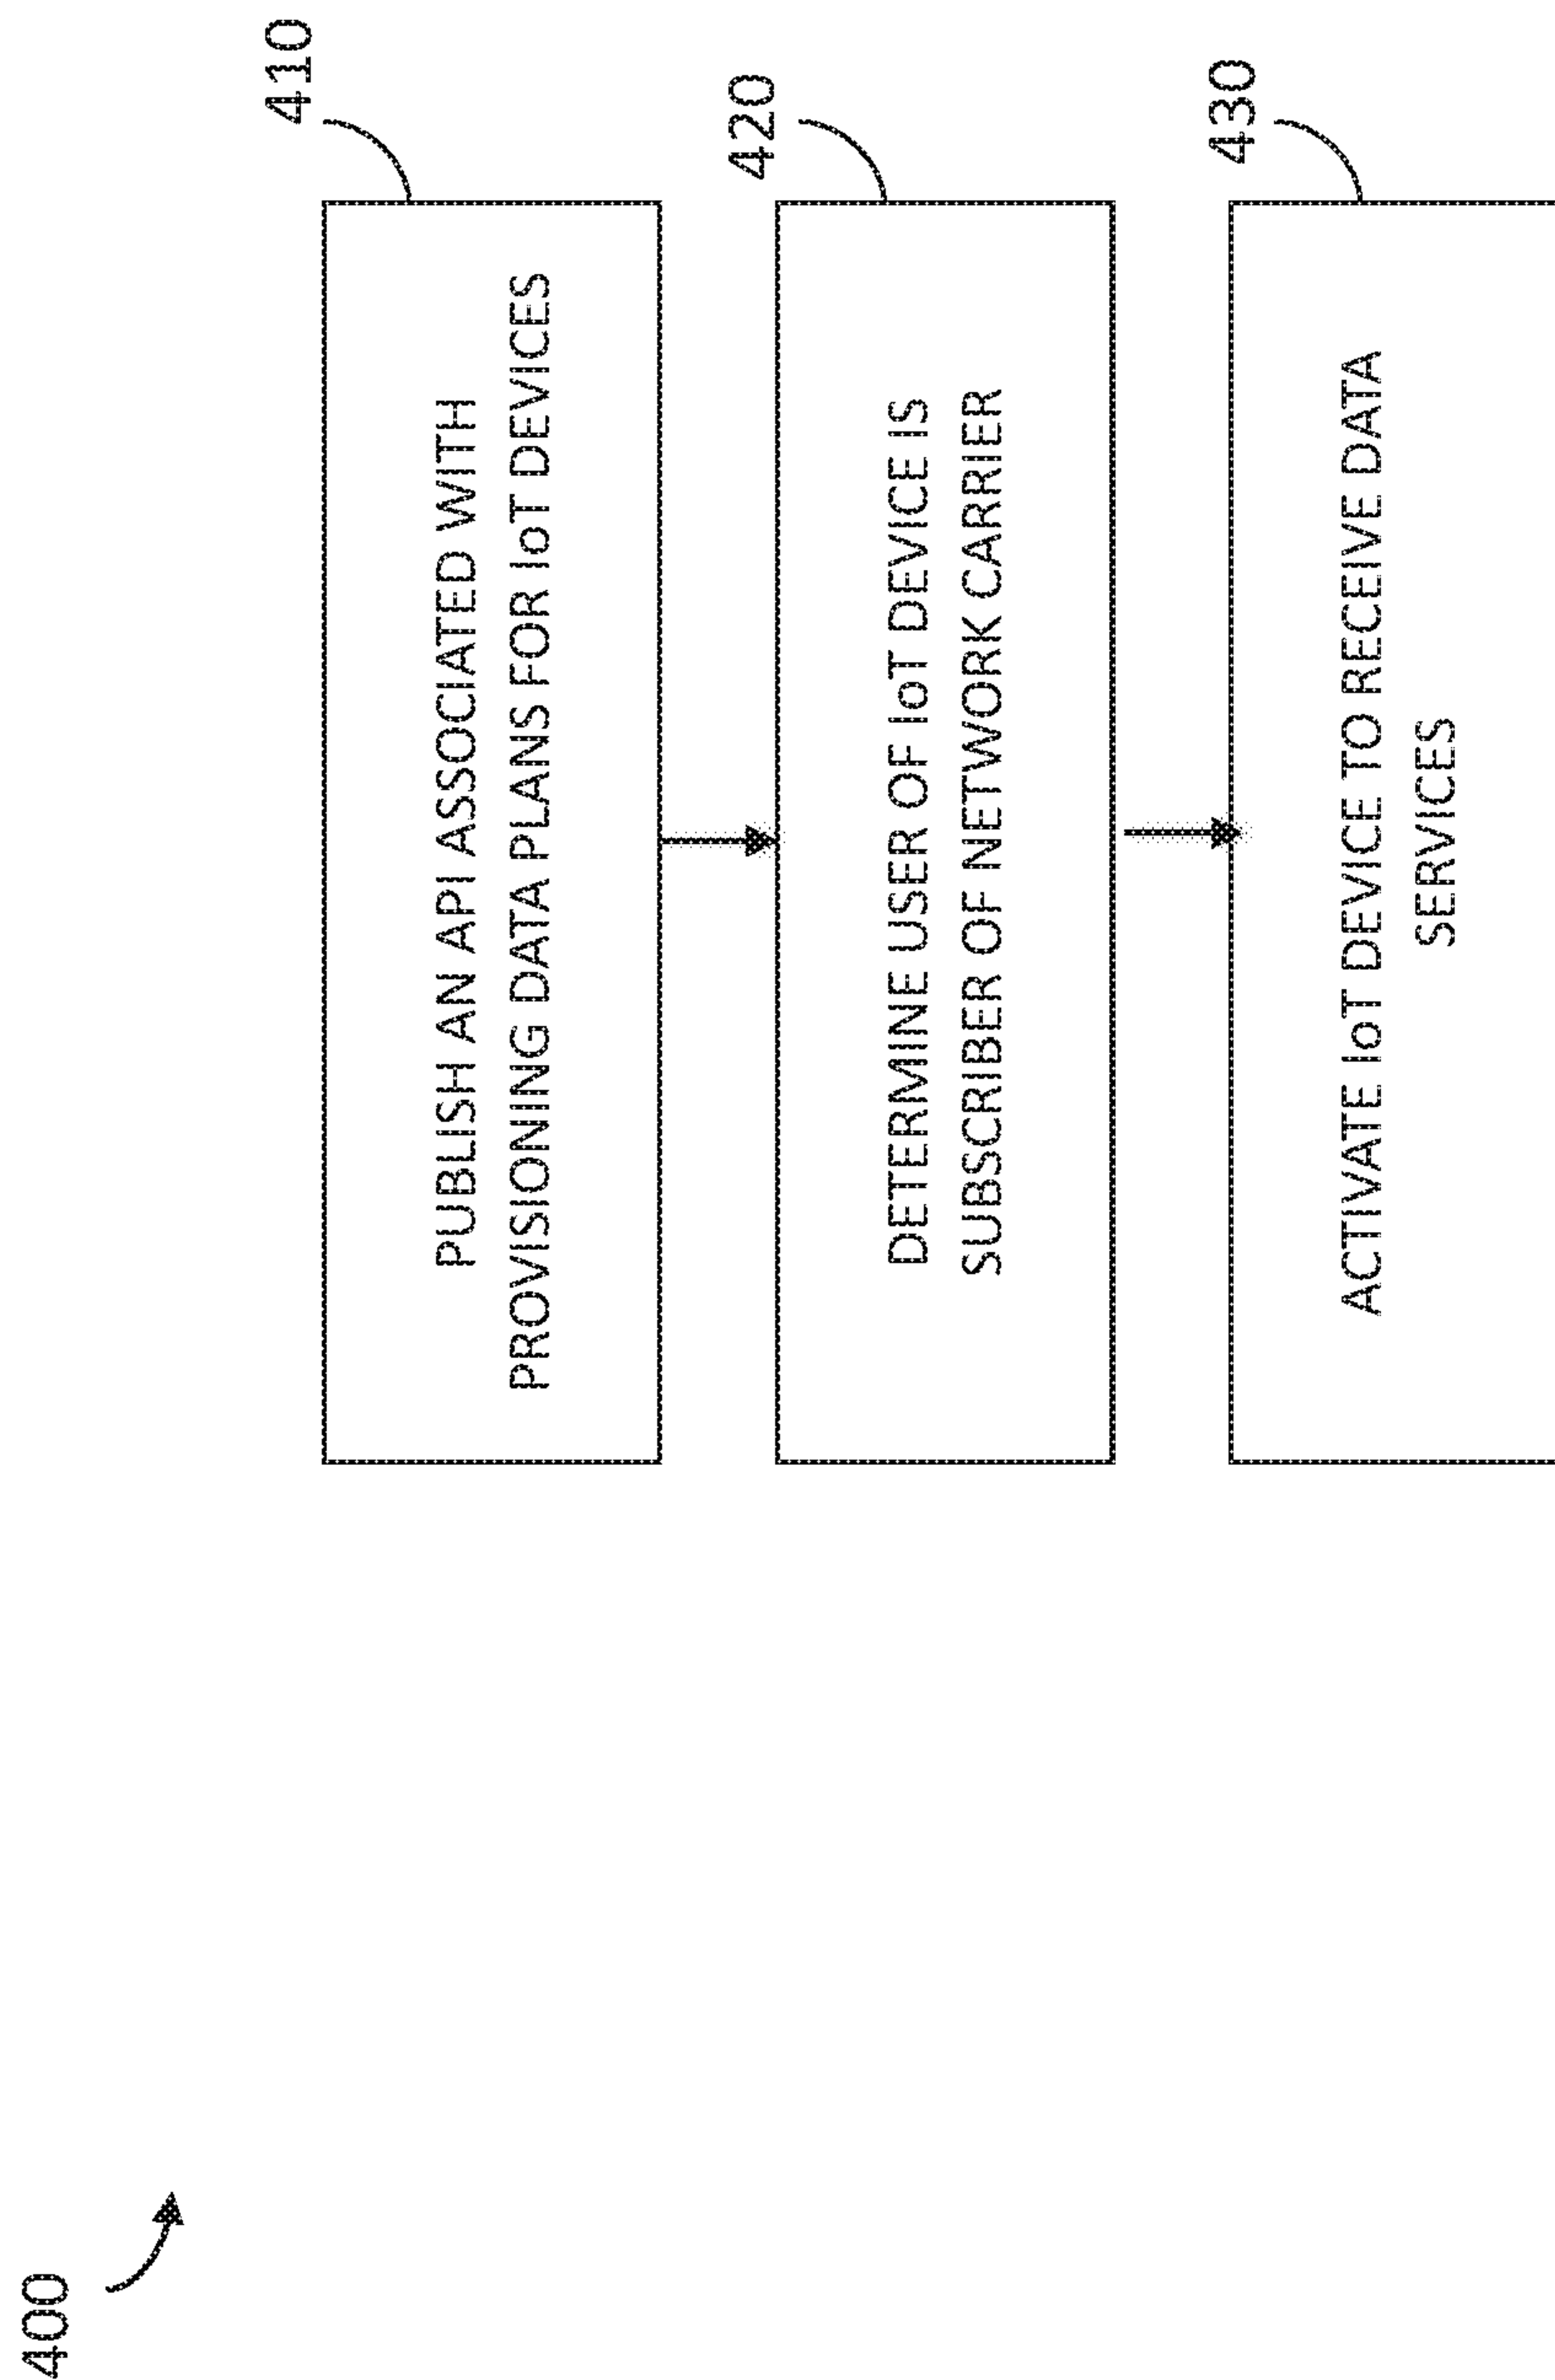 400
410
PUBLISH AN API ASSOCIATED WITH
PROVISIONING DATA PLANS FOR IoT DEVICES
420
DETERMINE USER OF IoT DEVICE IS
SUBSCRIBER OF NETWORK CARRIER
430
ACTIVATE IoT DEVICE TO RECEIVE DATA
SERVICES